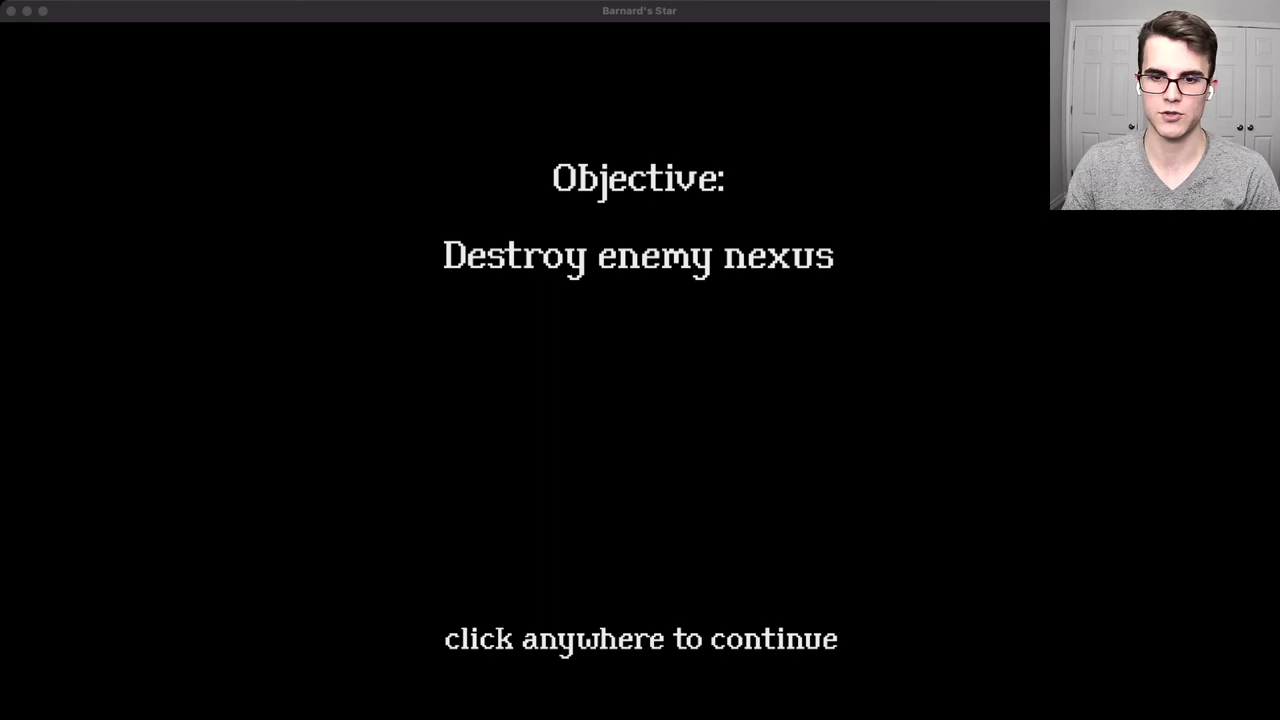 Barnard's Star
Objective:
Destroy enemy nexus
click anywhere to continue